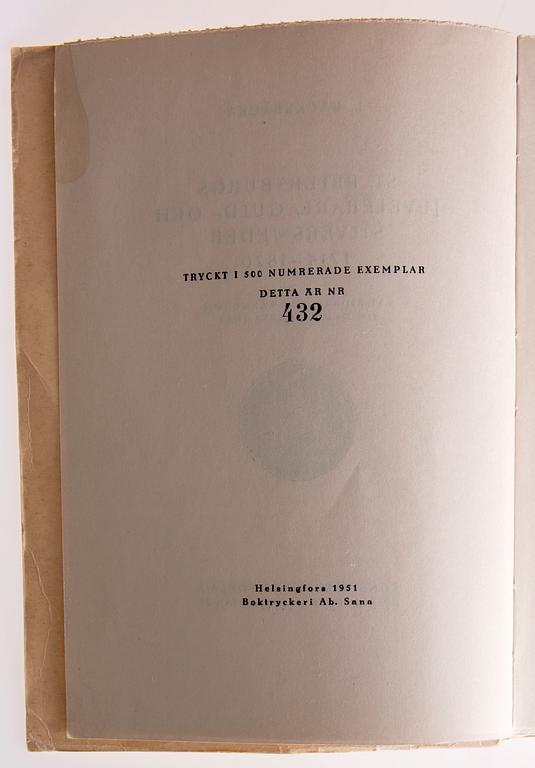 TRYCKT I 500 NUMRERADE EXEMPLAR
DETTA ÄR NR
432
Helsingfors 1951
Boktryckeri Ab. Sana